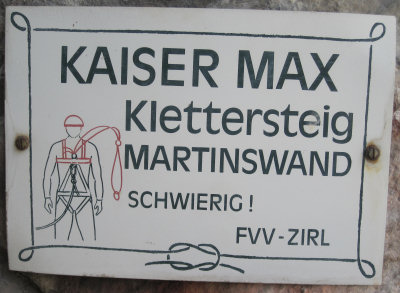 KAISER MAX
Klettersteig
MARTINSWAND
SCHWIERIG!
FVV-ZIRL